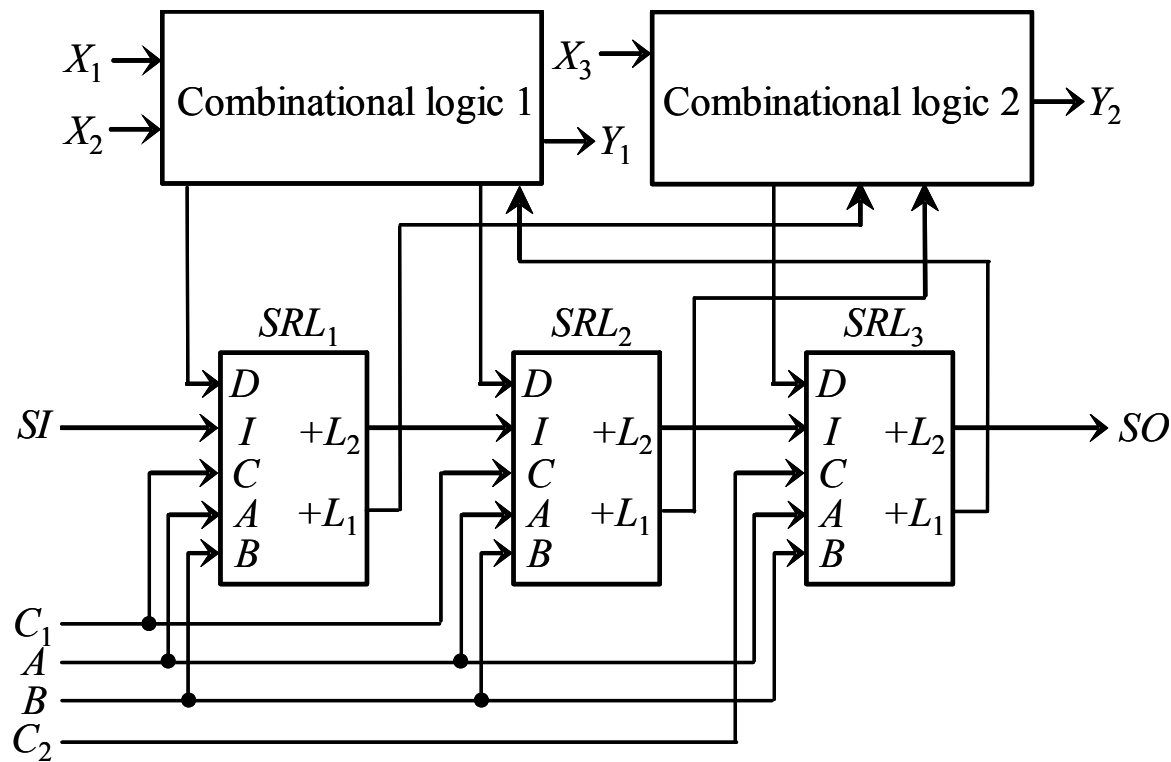 X₁
X₂
Combinational logic 1
Y₁
X₃
Combinational logic 2
Y₂
SRL₁
SRL₂
SRL₃
SI
D
I
C
A
B
+L₂
+L₁
D
I
C
A
B
+L₂
+L₁
D
I
C
A
B
+L₂
+L₁
SO
C₁
A
B
C₂